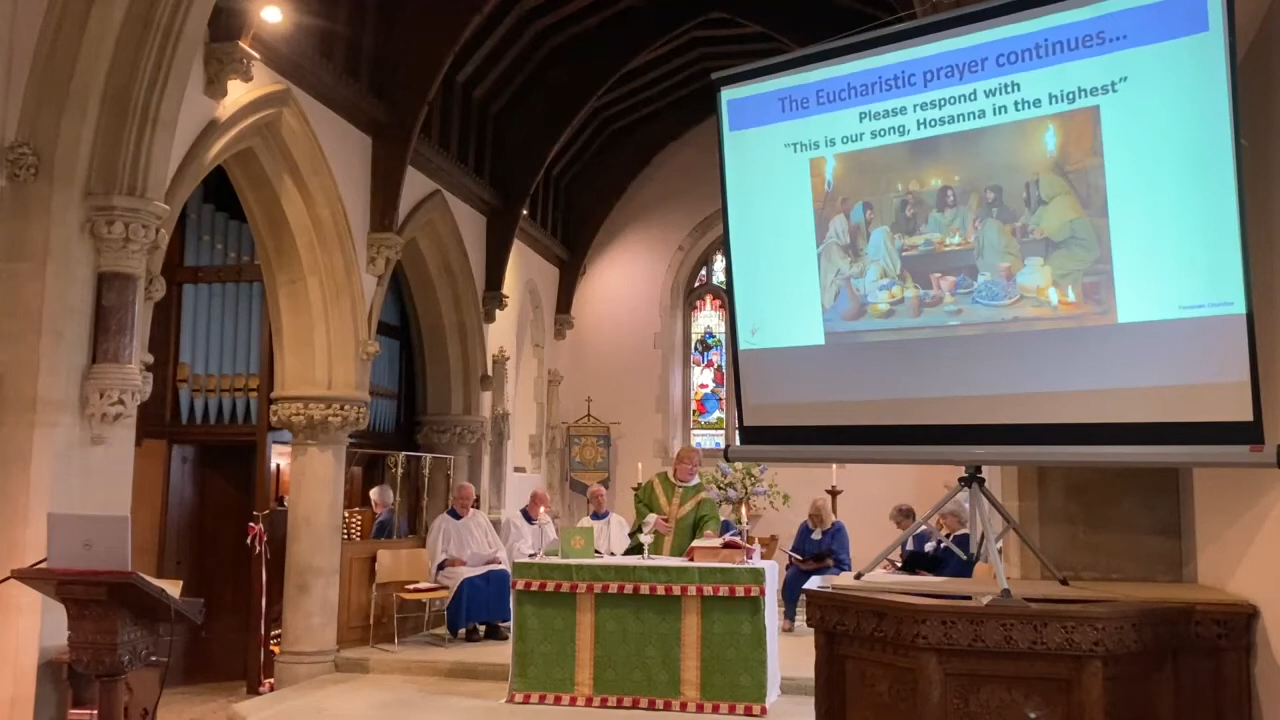 The Eucharistic prayer continues...
Please respond with
“This is our song, Hosanna in the highest”